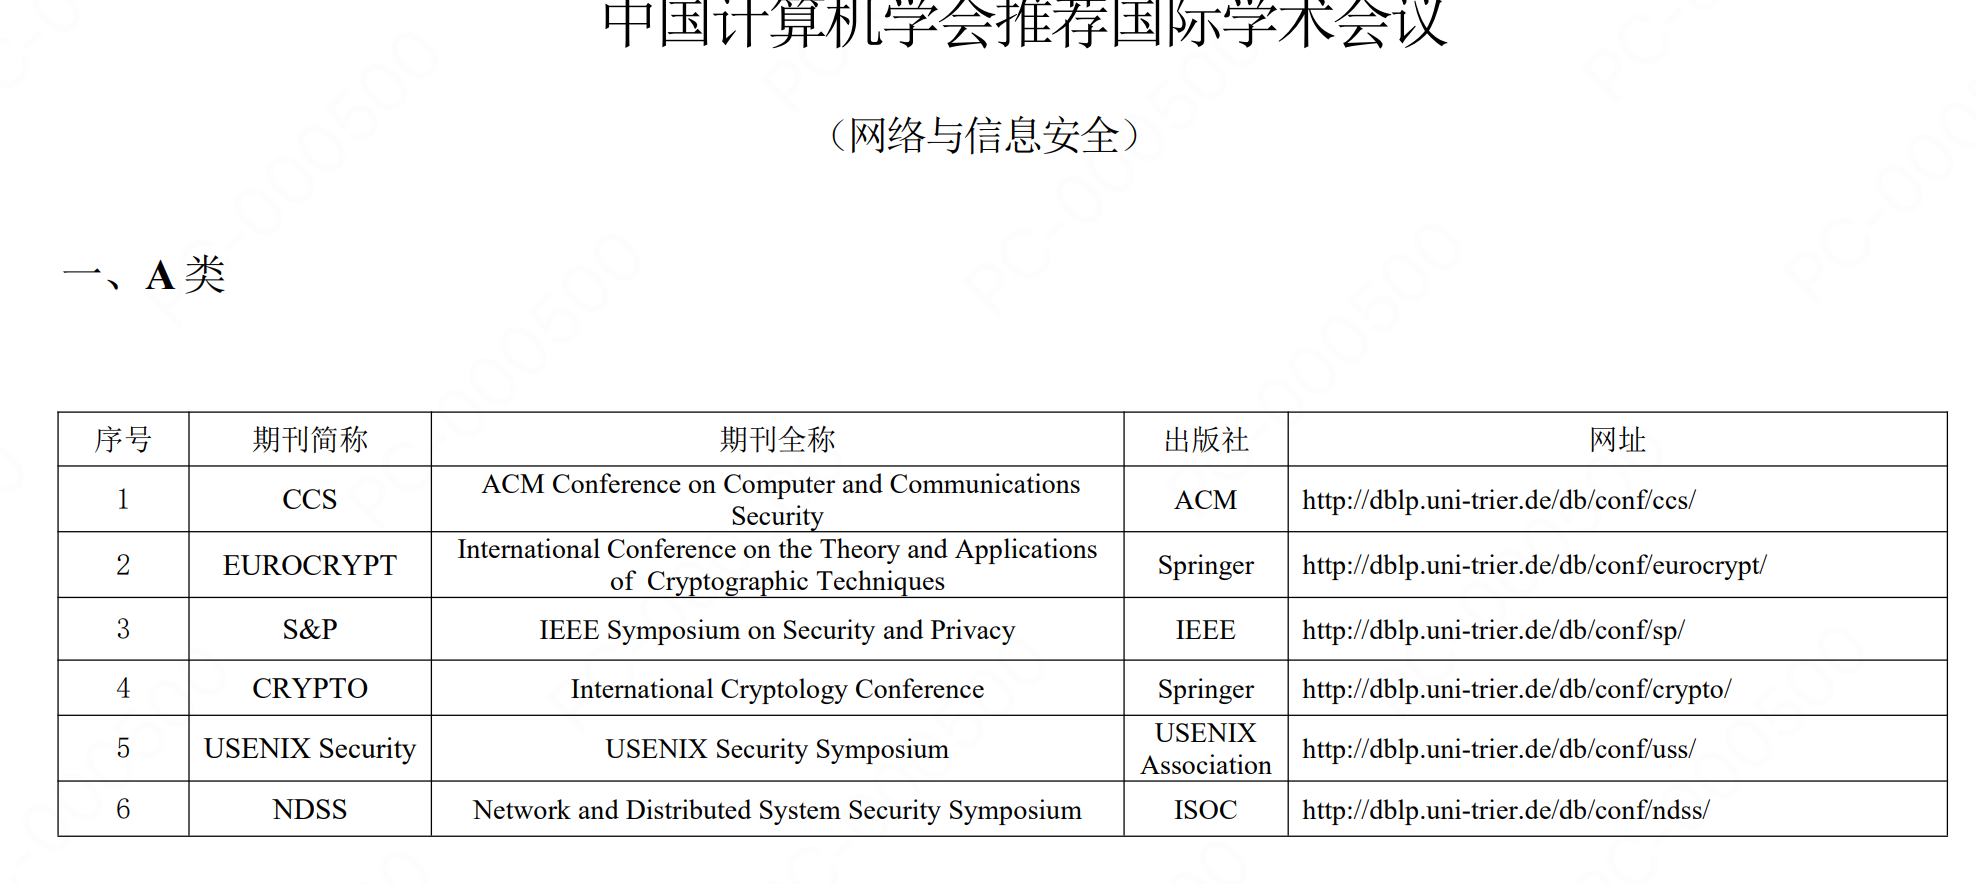 中国计算机学会推荐国际学术会议
（网络与信息安全）
一、A 类
序号 期刊简称 期刊全称 出版社 网址
1 CCS ACM Conference on Computer and Communications Security ACM http://dblp.uni-trier.de/db/conf/ccs/
2 EUROCRYPT International Conference on the Theory and Applications of Cryptographic Techniques Springer http://dblp.uni-trier.de/db/conf/eurocrypt/
3 S&P IEEE Symposium on Security and Privacy IEEE http://dblp.uni-trier.de/db/conf/sp/
4 CRYPTO International Cryptology Conference Springer http://dblp.uni-trier.de/db/conf/crypto/
5 USENIX Security USENIX Security Symposium USENIX Association http://dblp.uni-trier.de/db/conf/uss/
6 NDSS Network and Distributed System Security Symposium ISOC http://dblp.uni-trier.de/db/conf/ndss/